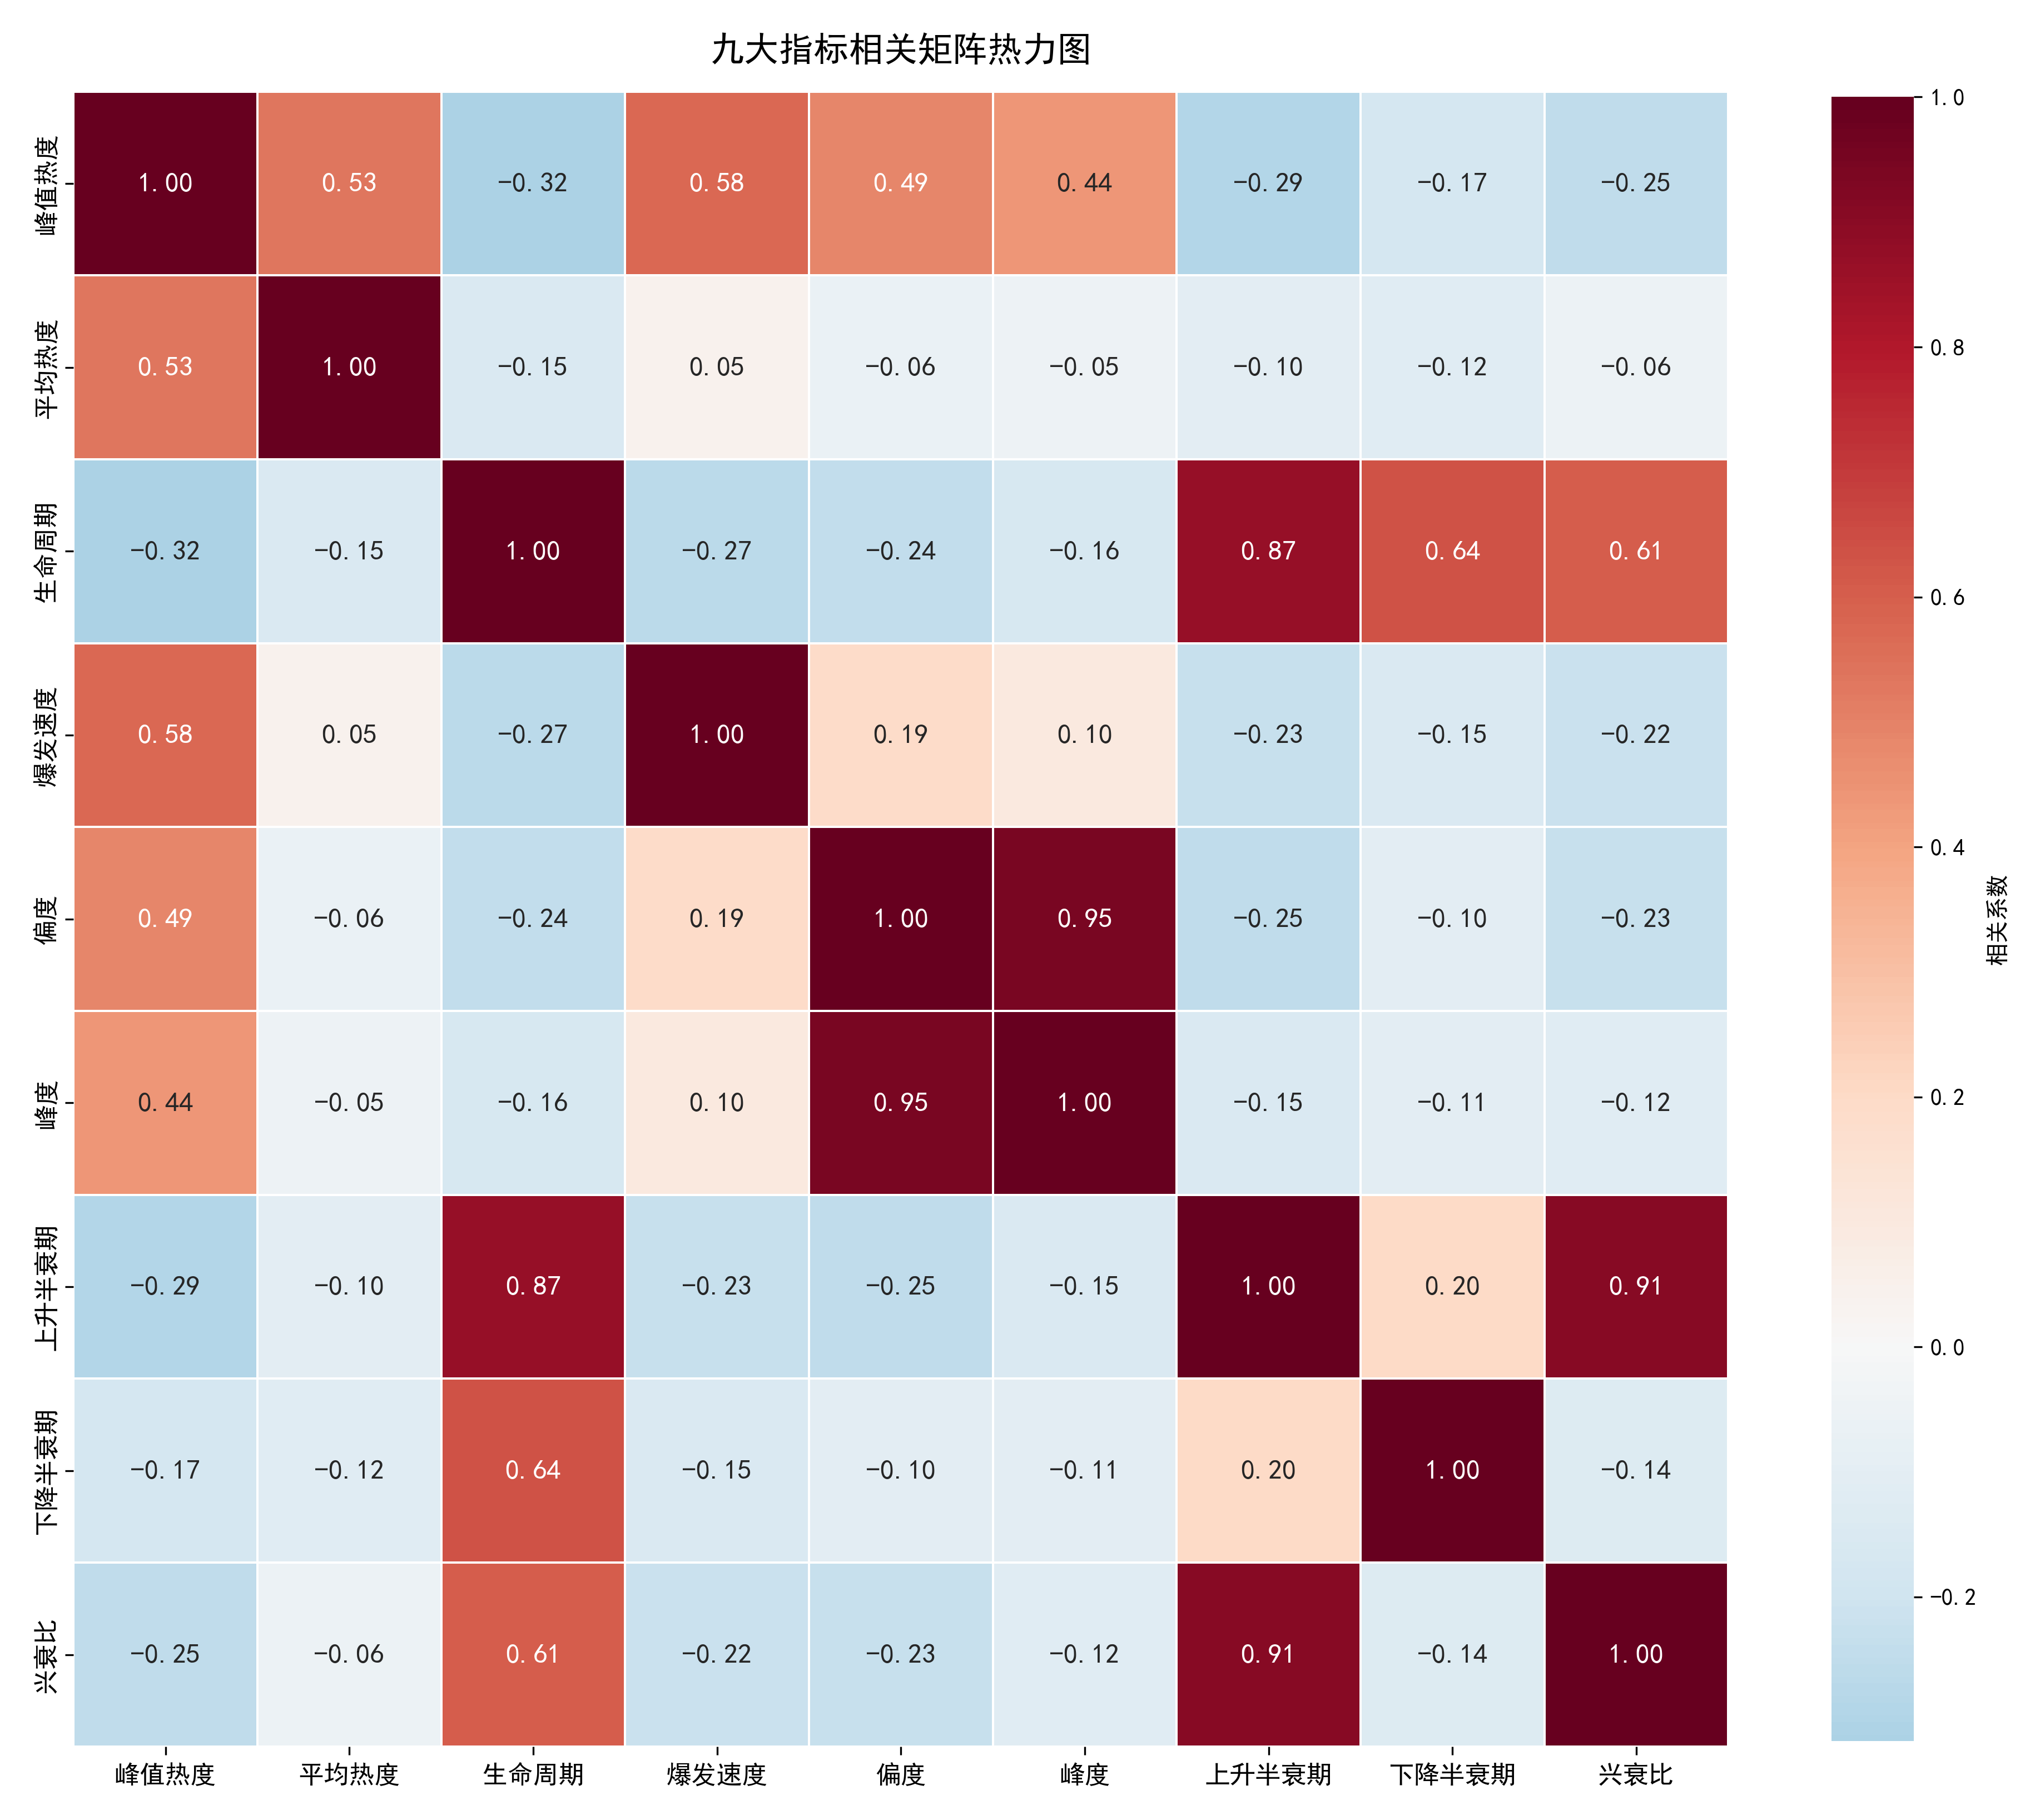 九大指标相关矩阵热力图
峰值热度 1.00 0.53 -0.32 0.58 0.49 0.44 -0.29 -0.17 -0.25
平均热度 0.53 1.00 -0.15 0.05 -0.06 -0.05 -0.10 -0.12 -0.06
生命周期 -0.32 -0.15 1.00 -0.27 -0.24 -0.16 0.87 0.64 0.61
爆发速度 0.58 0.05 -0.27 1.00 0.19 0.10 -0.23 -0.15 -0.22
偏度 0.49 -0.06 -0.24 0.19 1.00 0.95 -0.25 -0.10 -0.23
峰度 0.44 -0.05 -0.16 0.10 0.95 1.00 -0.15 -0.11 -0.12
上升半衰期 -0.29 -0.10 0.87 -0.23 -0.25 -0.15 1.00 0.20 0.91
下降半衰期 -0.17 -0.12 0.64 -0.15 -0.10 -0.11 0.20 1.00 -0.14
兴衰比 -0.25 -0.06 0.61 -0.22 -0.23 -0.12 0.91 -0.14 1.00
峰值热度 平均热度 生命周期 爆发速度 偏度 峰度 上升半衰期 下降半衰期 兴衰比
1.0
0.8
0.6
0.4
0.2
0.0
-0.2
相关系数